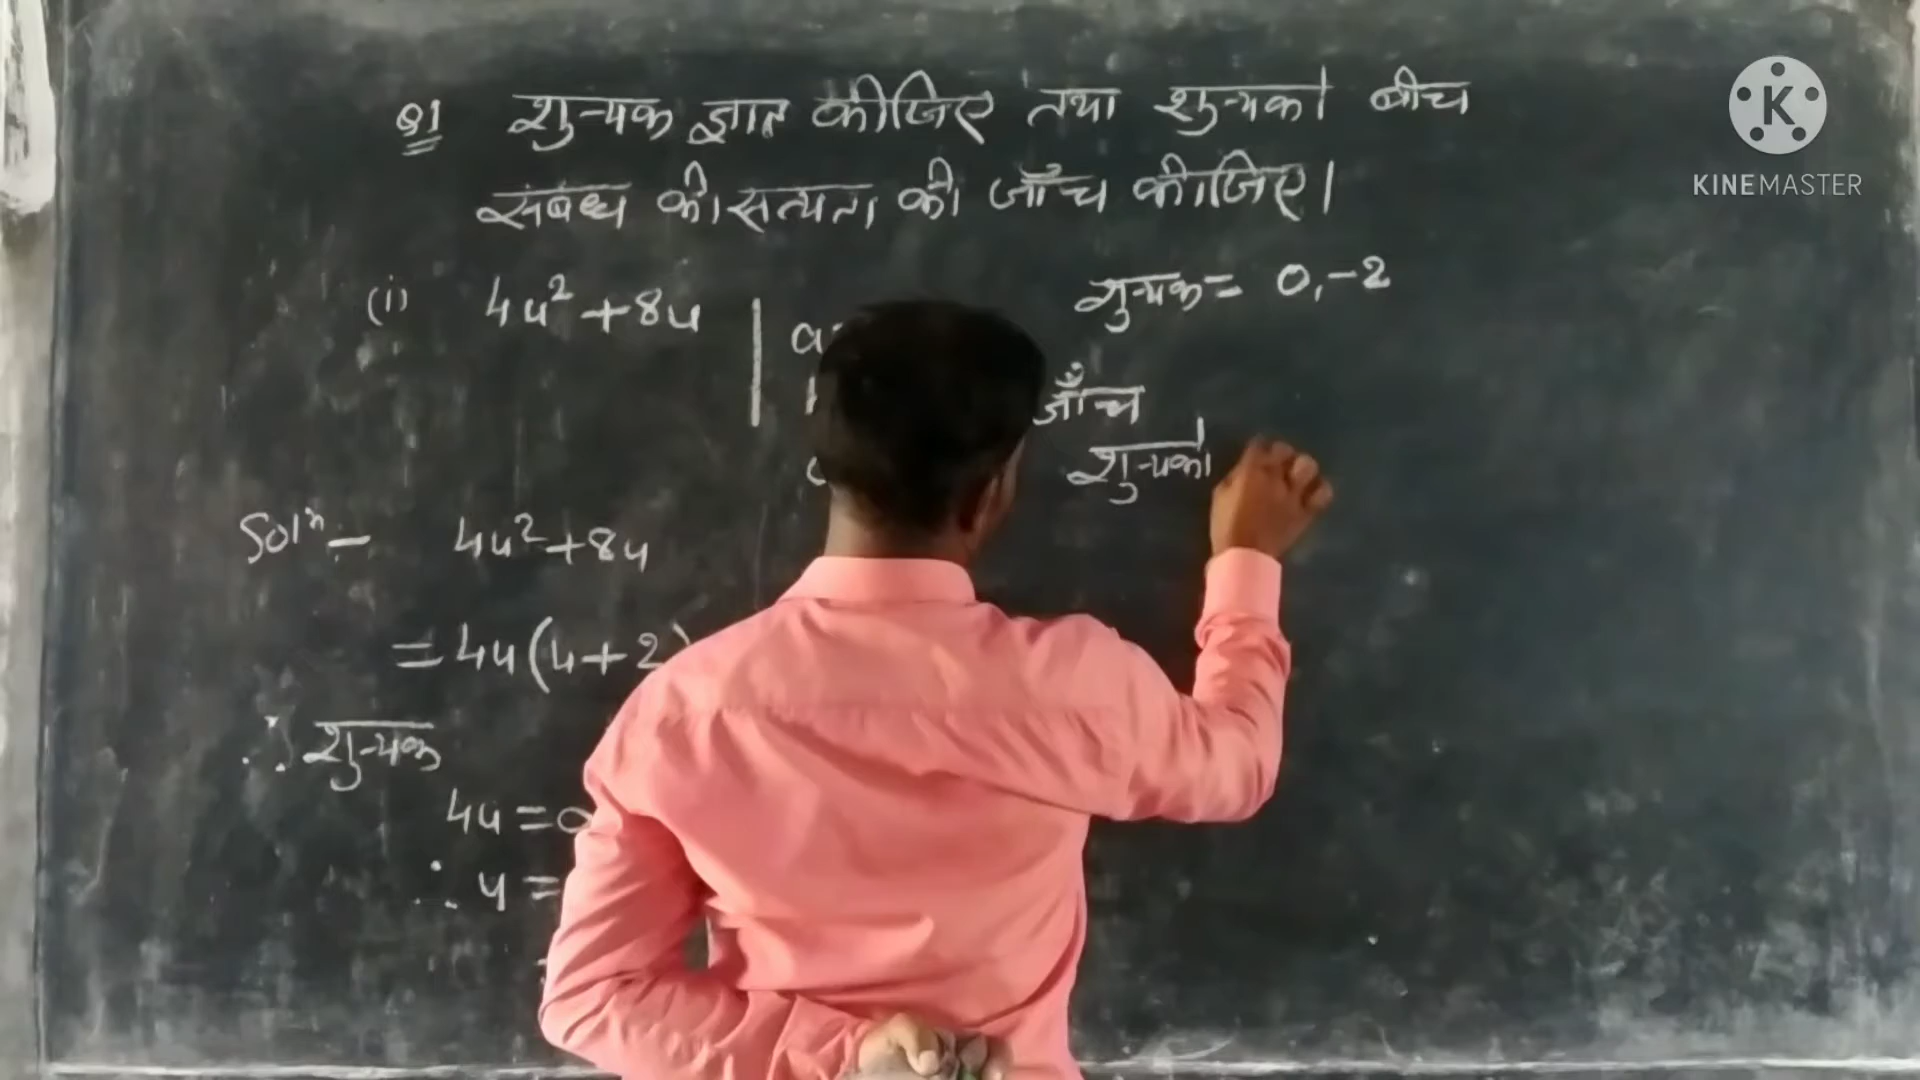 Q1 शुन्यक ज्ञात कीजिए तथा शुन्यको बीच
संबंध की सत्यता की जाँच कीजिए।
(i) 4u²+8u
शुन्यक = 0, -2
जाँच
शुन्यको
Solⁿ - 4u²+8u
= 4u(u+2)
∴ शुन्यक
4u=0
∴ u=
K
KINEMASTER